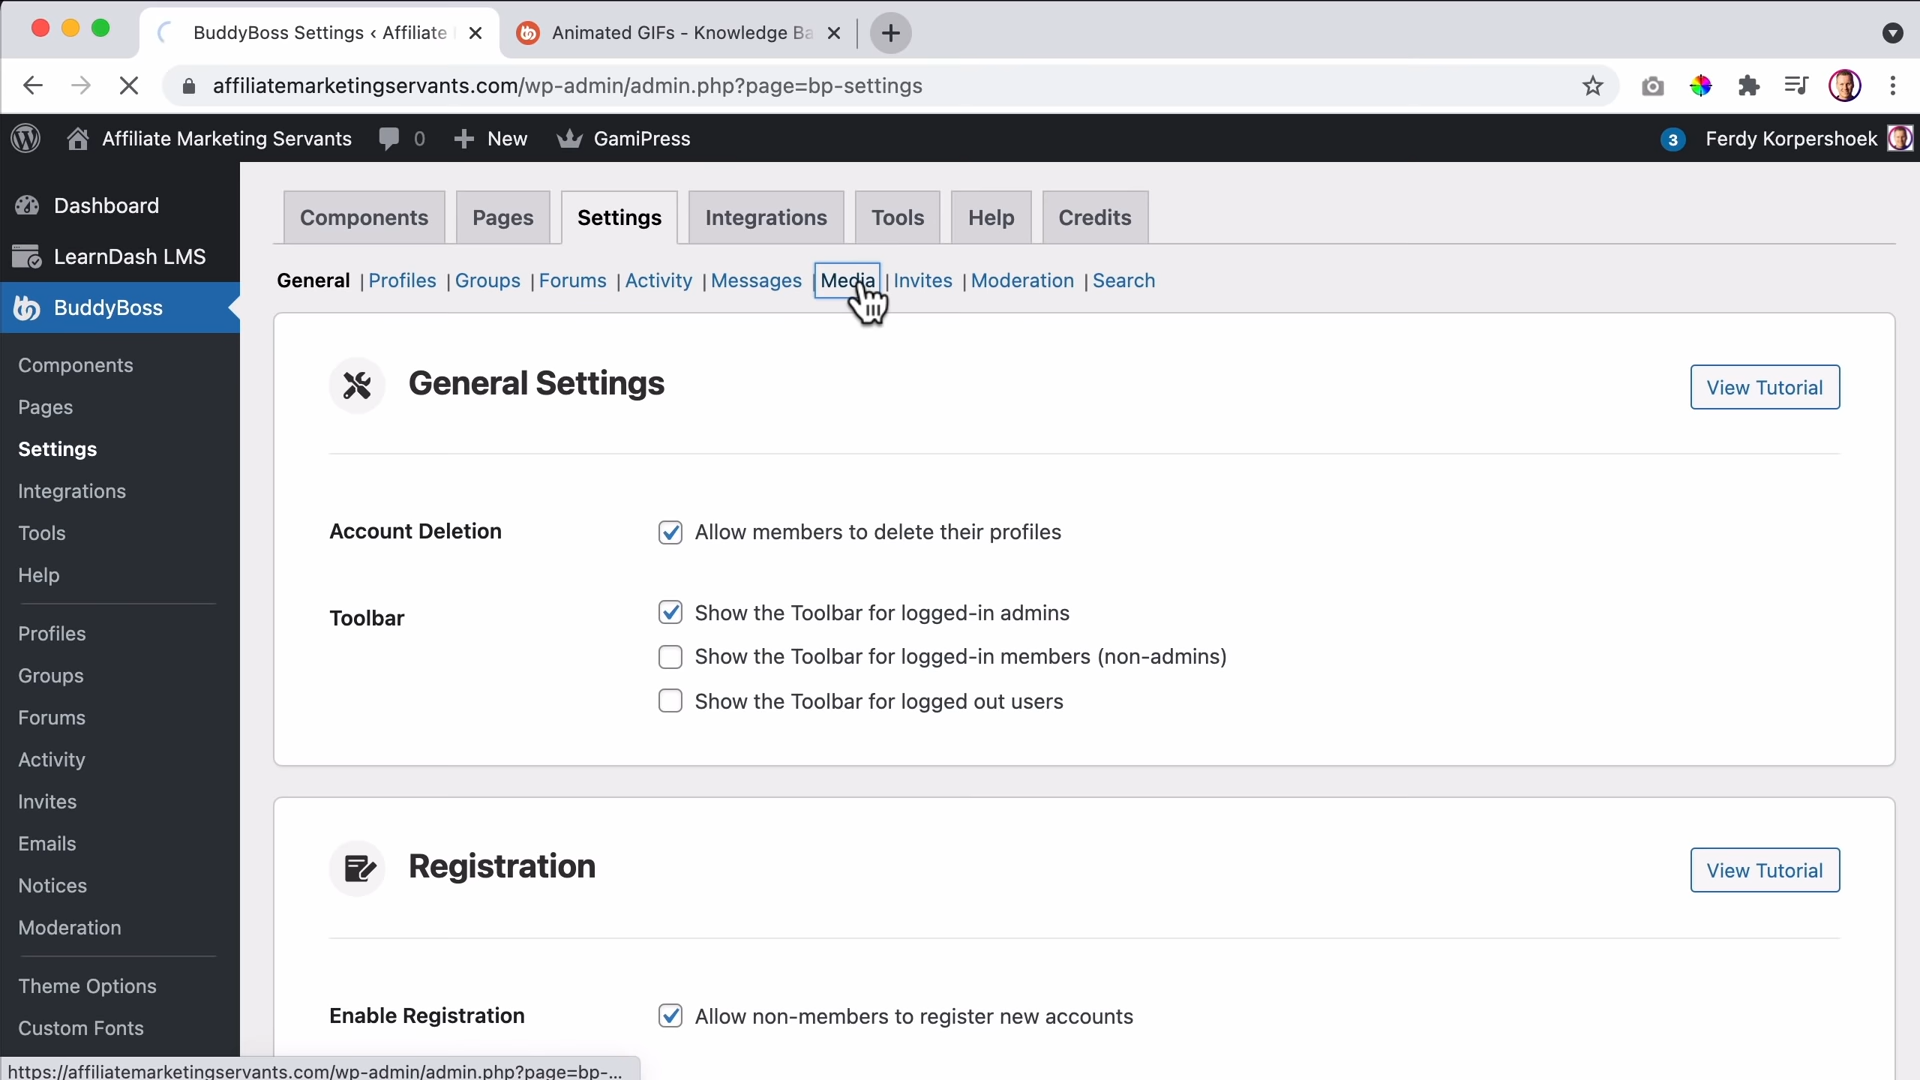 BuddyBoss Settings ‹ Affiliate
Animated GIFs - Knowledge Ba
affiliatemarketingservants.com/wp-admin/admin.php?page=bp-settings
Affiliate Marketing Servants
0
New
GamiPress
3
Ferdy Korpershoek
Dashboard
LearnDash LMS
BuddyBoss
Components
Pages
Settings
Integrations
Tools
Help
Profiles
Groups
Forums
Activity
Invites
Emails
Notices
Moderation
Theme Options
Custom Fonts
Components
Pages
Settings
Integrations
Tools
Help
Credits
General | Profiles | Groups | Forums | Activity | Messages | Media | Invites | Moderation | Search
General Settings
View Tutorial
Account Deletion
Allow members to delete their profiles
Toolbar
Show the Toolbar for logged-in admins
Show the Toolbar for logged-in members (non-admins)
Show the Toolbar for logged out users
Registration
View Tutorial
Enable Registration
Allow non-members to register new accounts
https://affiliatemarketingservants.com/wp-admin/admin.php?page=bp-...